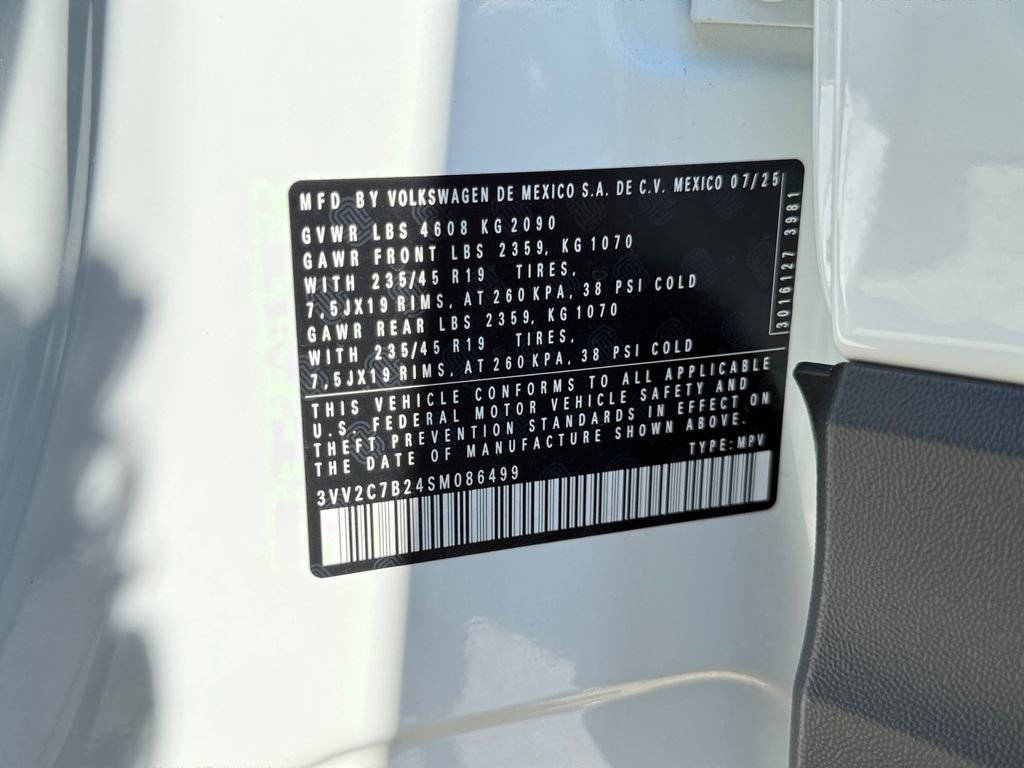 MFD BY VOLKSWAGEN DE MEXICO S.A. DE C.V. MEXICO 07/25
GVWR LBS 4608 KG 2090
GAWR FRONT LBS 2359, KG 1070
WITH 235/45 R19 TIRES,
7,5JX19 RIMS, AT 260 KPA, 38 PSI COLD
GAWR REAR LBS 2359, KG 1070
WITH 235/45 R19 TIRES,
7,5JX19 RIMS, AT 260 KPA, 38 PSI COLD
3016127 3981
THIS VEHICLE CONFORMS TO ALL APPLICABLE
U.S. FEDERAL MOTOR VEHICLE SAFETY AND
THEFT PREVENTION STANDARDS IN EFFECT ON
THE DATE OF MANUFACTURE SHOWN ABOVE.
TYPE: MPV
3VV2C7B24SM086499